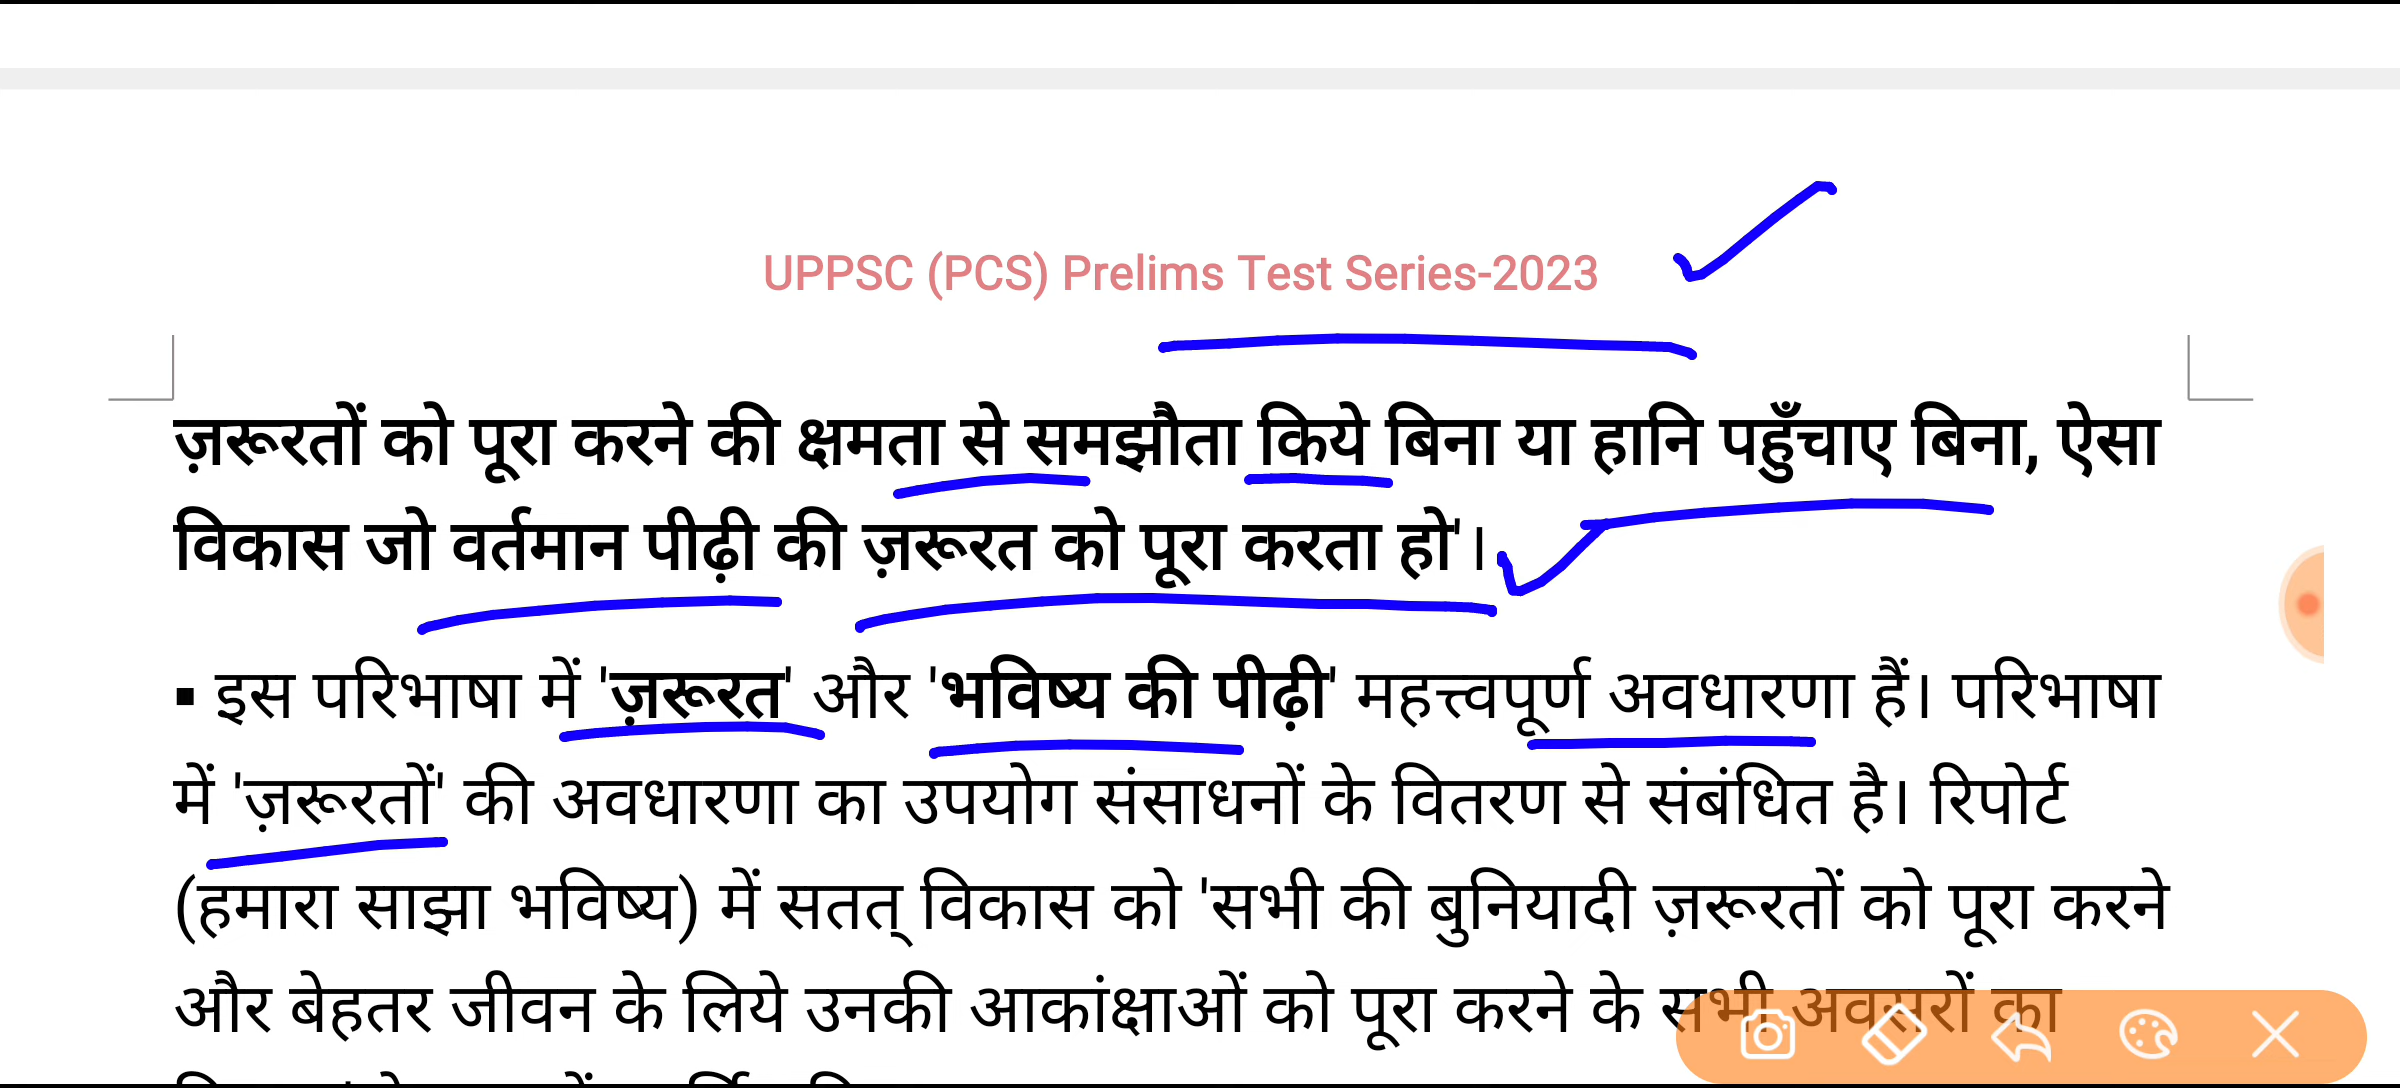 UPPSC (PCS) Prelims Test Series-2023
ज़रूरतों को पूरा करने की क्षमता से समझौता किये बिना या हानि पहुँचाए बिना, ऐसा
विकास जो वर्तमान पीढ़ी की ज़रूरत को पूरा करता हो'।
▪ इस परिभाषा में 'ज़रूरत' और 'भविष्य की पीढ़ी' महत्त्वपूर्ण अवधारणा हैं। परिभाषा
में 'ज़रूरतों' की अवधारणा का उपयोग संसाधनों के वितरण से संबंधित है। रिपोर्ट
(हमारा साझा भविष्य) में सतत् विकास को 'सभी की बुनियादी ज़रूरतों को पूरा करने
और बेहतर जीवन के लिये उनकी आकांक्षाओं को पूरा करने के सभी अवसरों का